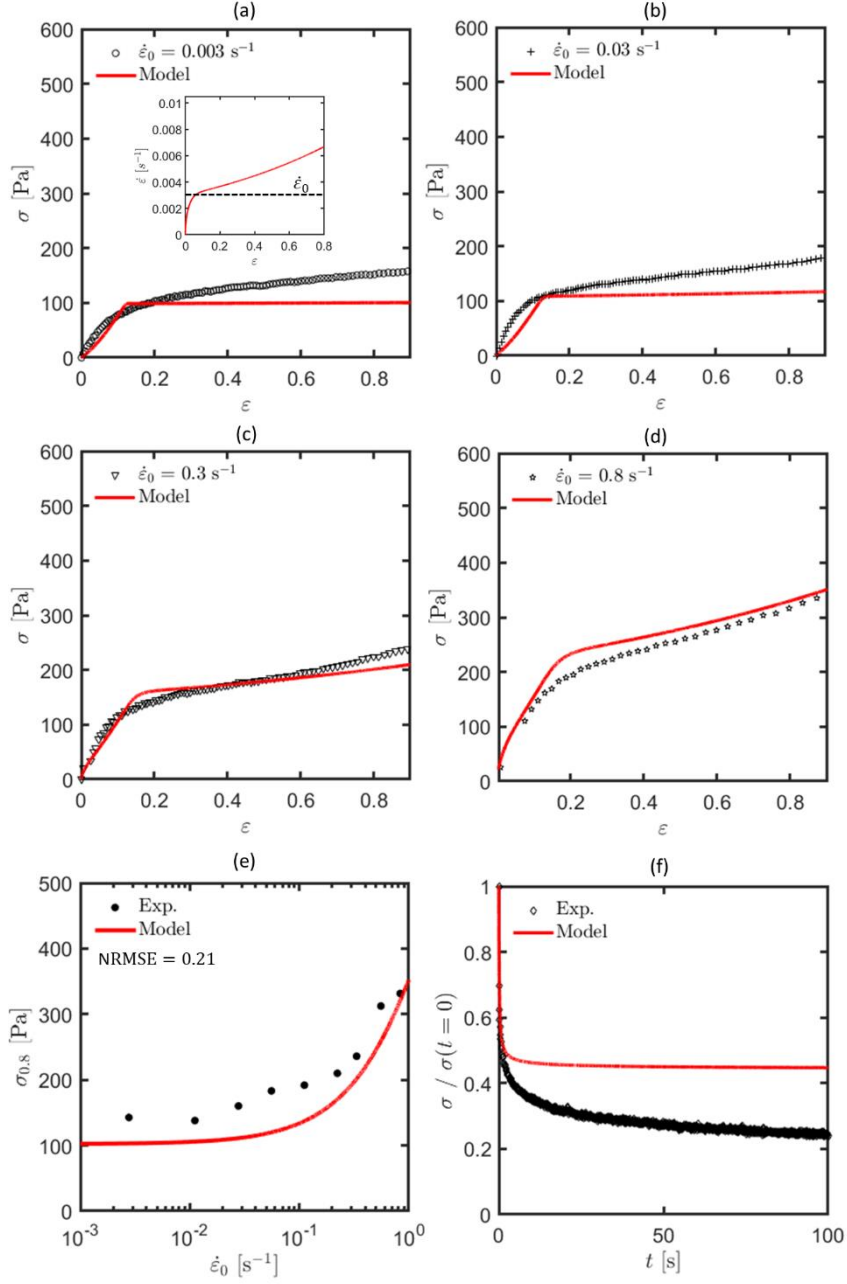 (a)
600
500
400
300
200
100
0
σ [Pa]
ε̇₀ = 0.003 s⁻¹
Model
0.01
0.008
0.006
0.004
0.002
0
ε̇ [s⁻¹]
ε̇₀
0 0.2 0.4 0.6 0.8
ε
0 0.2 0.4 0.6 0.8
ε
(b)
600
500
400
300
200
100
0
σ [Pa]
ε̇₀ = 0.03 s⁻¹
Model
0 0.2 0.4 0.6 0.8
ε
(c)
600
500
400
300
200
100
0
σ [Pa]
ε̇₀ = 0.3 s⁻¹
Model
0 0.2 0.4 0.6 0.8
ε
(d)
600
500
400
300
200
100
0
σ [Pa]
ε̇₀ = 0.8 s⁻¹
Model
0.2 0.4 0.6 0.8
ε
(e)
500
400
300
200
100
0
σ₀.₈ [Pa]
Exp.
Model
NRMSE = 0.21
10⁻³ 10⁻² 10⁻¹ 10⁰
ε̇₀ [s⁻¹]
(f)
1
0.8
0.6
0.4
0.2
0
σ / σ(t = 0)
Exp.
Model
0 50 100
t [s]